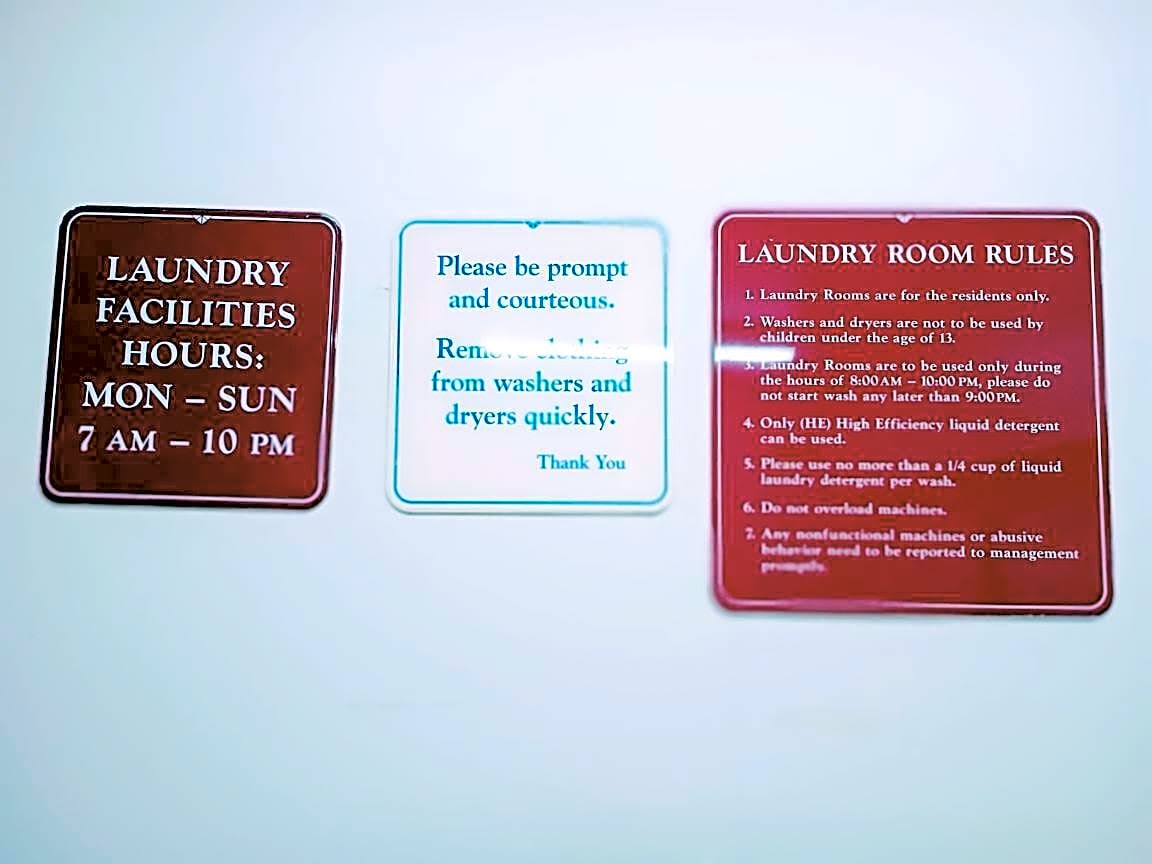 LAUNDRY
FACILITIES
HOURS:
MON – SUN
7 AM – 10 PM
Please be prompt
and courteous.
Remove clothing
from washers and
dryers quickly.
Thank You
LAUNDRY ROOM RULES
1. Laundry Rooms are for the residents only.
2. Washers and dryers are not to be used by
children under the age of 13.
3. Laundry Rooms are to be used only during
the hours of 8:00AM – 10:00PM, please do
not start wash any later than 9:00PM.
4. Only (HE) High Efficiency liquid detergent
can be used.
5. Please use no more than a 1/4 cup of liquid
laundry detergent per wash.
6. Do not overload machines.
7. Any nonfunctional machines or abusive
behavior need to be reported to management
promptly.